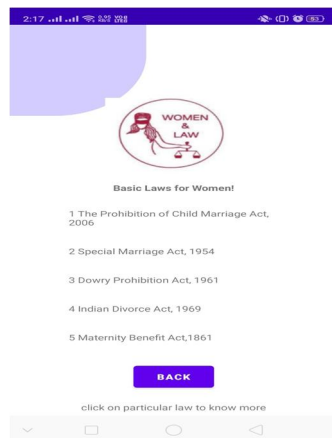 2:17
WOMEN
&
LAW
Basic Laws for Women!
1 The Prohibition of Child Marriage Act,
2006
2 Special Marriage Act, 1954
3 Dowry Prohibition Act, 1961
4 Indian Divorce Act, 1969
5 Maternity Benefit Act,1861
BACK
click on particular law to know more